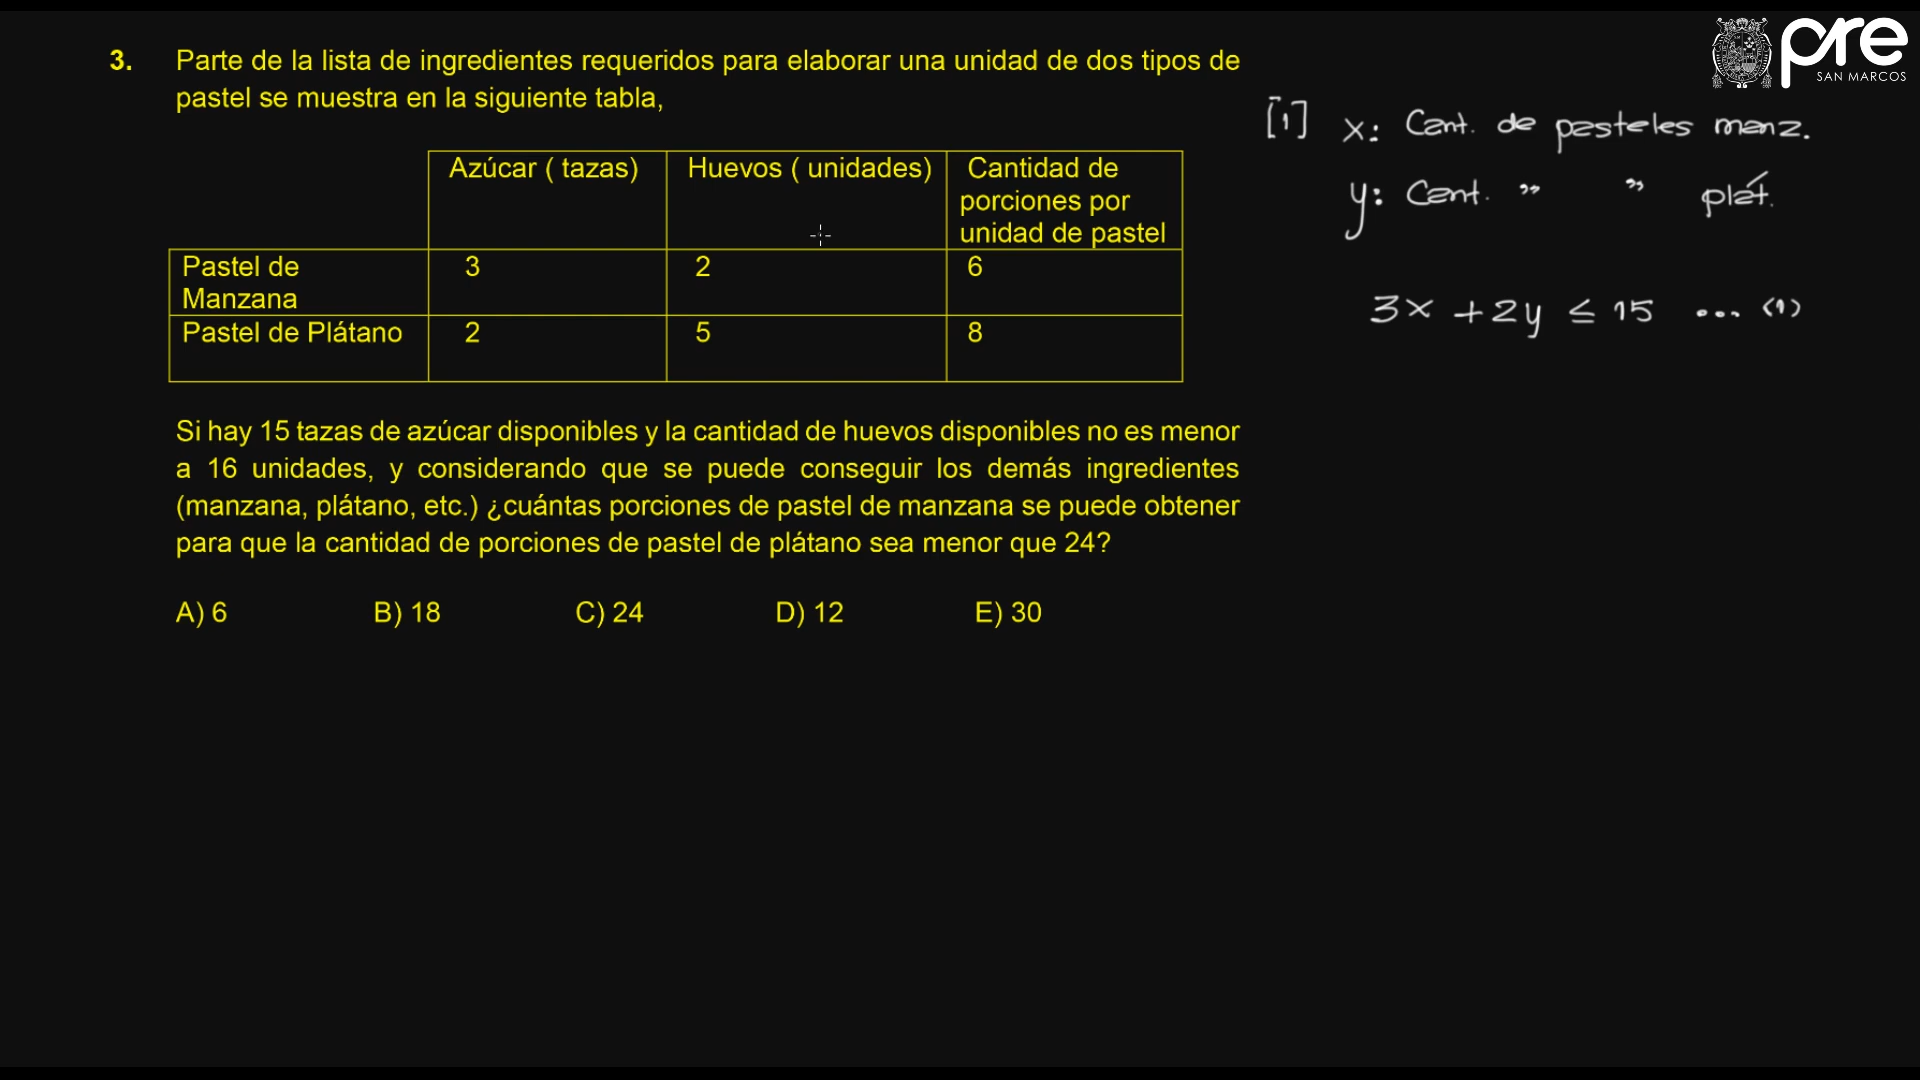 pre
SAN MARCOS
3. Parte de la lista de ingredientes requeridos para elaborar una unidad de dos tipos de
pastel se muestra en la siguiente tabla,
Azúcar ( tazas) Huevos ( unidades) Cantidad de
porciones por
unidad de pastel
Pastel de
Manzana 3 2 6
Pastel de Plátano 2 5 8
Si hay 15 tazas de azúcar disponibles y la cantidad de huevos disponibles no es menor
a 16 unidades, y considerando que se puede conseguir los demás ingredientes
(manzana, plátano, etc.) ¿cuántas porciones de pastel de manzana se puede obtener
para que la cantidad de porciones de pastel de plátano sea menor que 24?
A) 6 B) 18 C) 24 D) 12 E) 30
[1] x: Cant. de pasteles manz.
y: Cant. " " plát.
3x + 2y ≤ 15 ... (1)